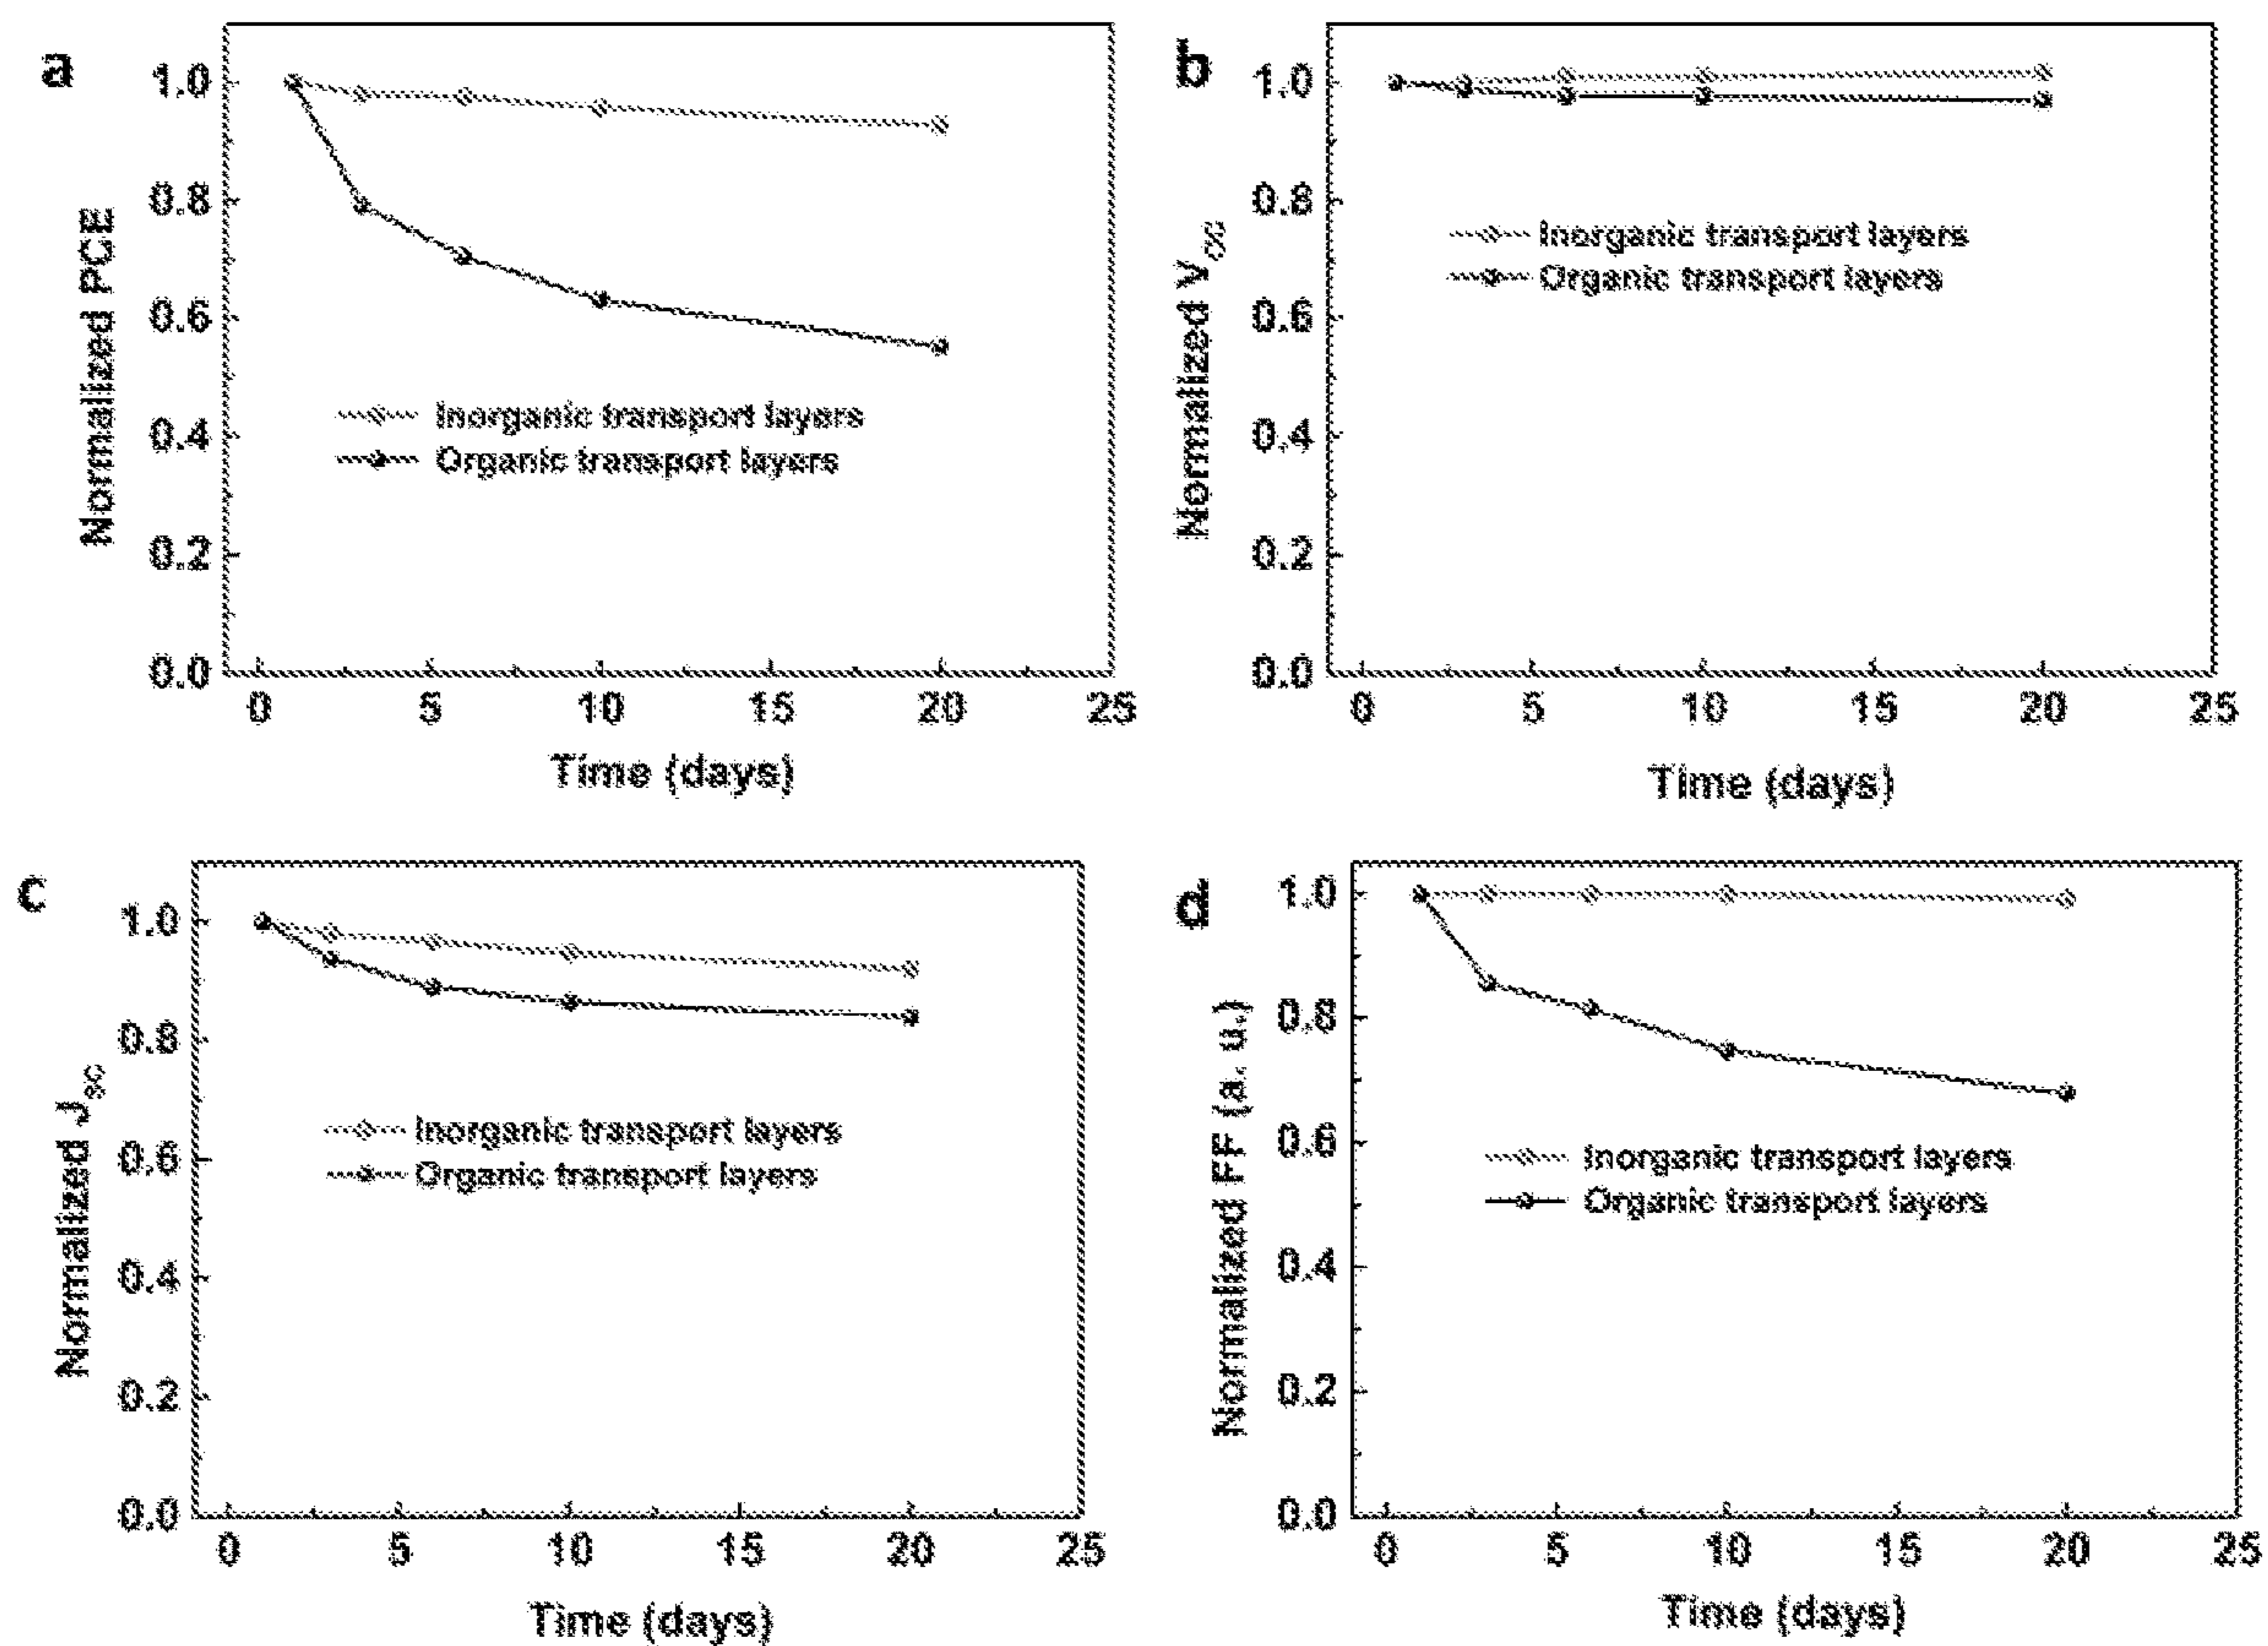 a
Normalized PCE
1.0
0.8
0.6
0.4
0.2
0.0
Inorganic transport layers
Organic transport layers
0 5 10 15 20 25
Time (days)
b
Normalized V_OC
1.0
0.8
0.6
0.4
0.2
0.0
Inorganic transport layers
Organic transport layers
0 5 10 15 20 25
Time (days)
c
Normalized J_SC
1.0
0.8
0.6
0.4
0.2
0.0
Inorganic transport layers
Organic transport layers
0 5 10 15 20 25
Time (days)
d
Normalized FF (a. u.)
1.0
0.8
0.6
0.4
0.2
0.0
Inorganic transport layers
Organic transport layers
0 5 10 15 20 25
Time (days)